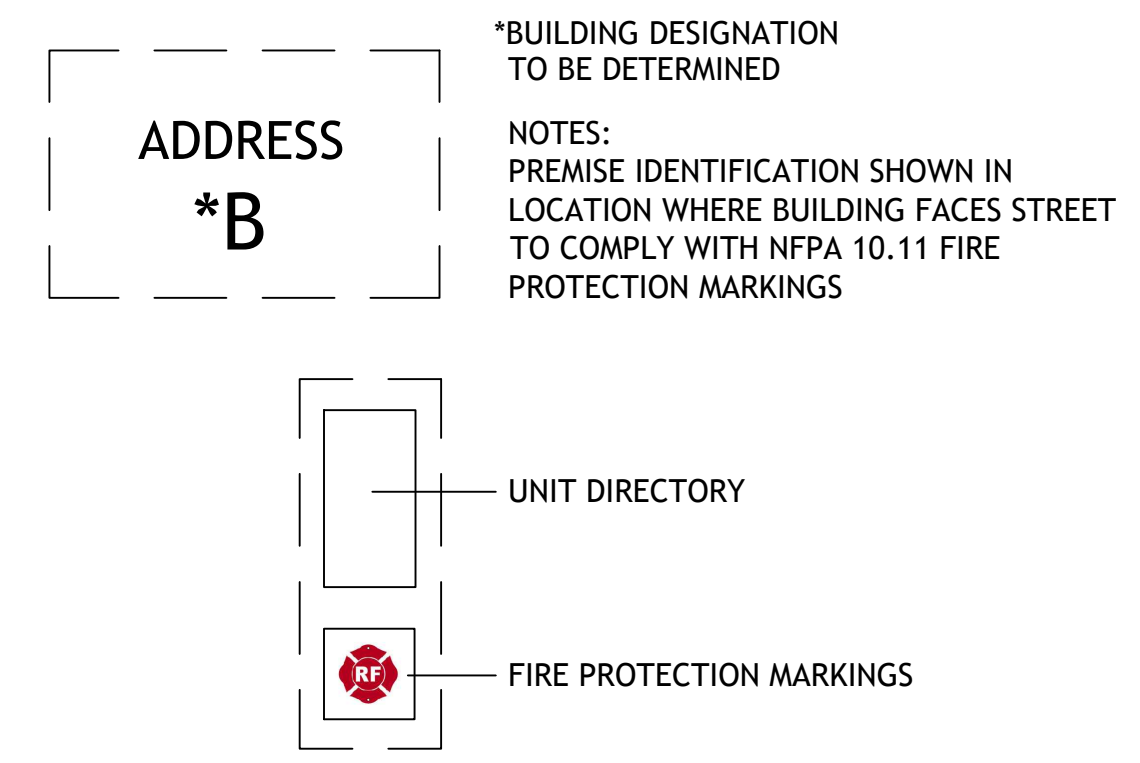 ADDRESS
*B
*BUILDING DESIGNATION
TO BE DETERMINED
NOTES:
PREMISE IDENTIFICATION SHOWN IN
LOCATION WHERE BUILDING FACES STREET
TO COMPLY WITH NFPA 10.11 FIRE
PROTECTION MARKINGS
UNIT DIRECTORY
RF
FIRE PROTECTION MARKINGS